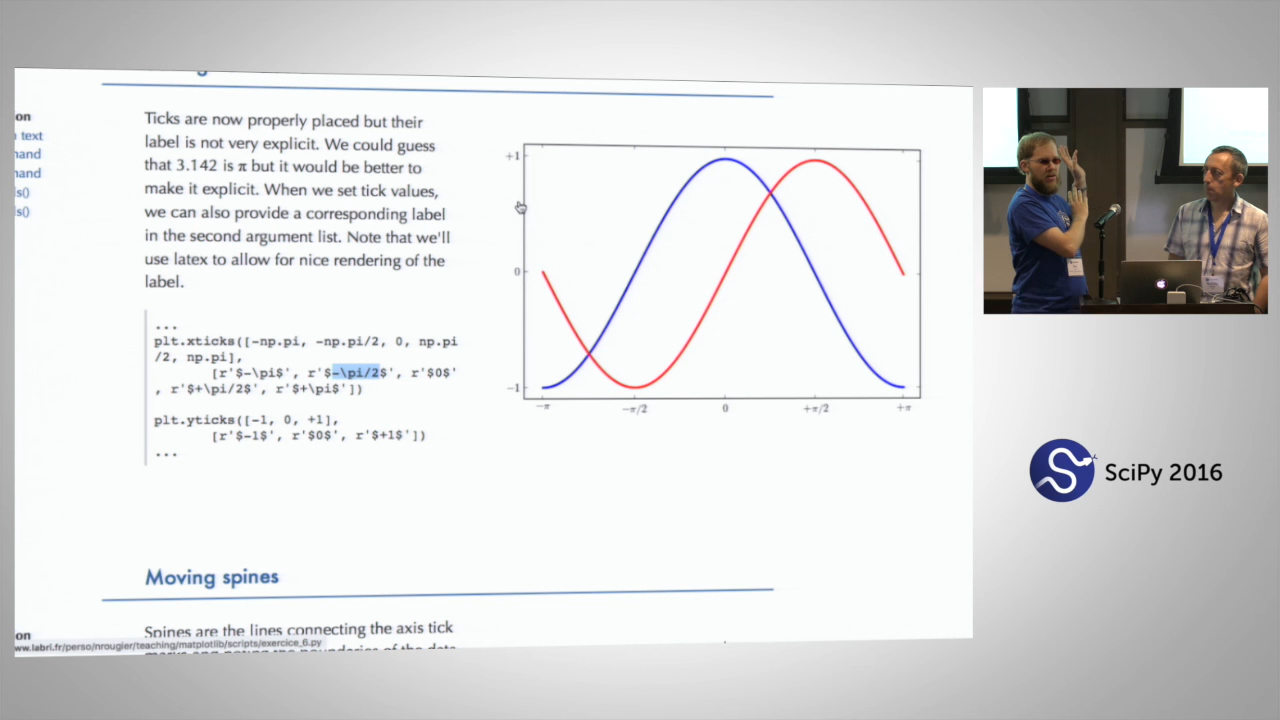 on
text
hand
hand
ls()
ls()
Ticks are now properly placed but their
label is not very explicit. We could guess
that 3.142 is π but it would be better to
make it explicit. When we set tick values,
we can also provide a corresponding label
in the second argument list. Note that we'll
use latex to allow for nice rendering of the
label.
...
plt.xticks([-np.pi, -np.pi/2, 0, np.pi
/2, np.pi],
[r'$-\pi$', r'$-\pi/2$', r'$0$'
, r'$+\pi/2$', r'$+\pi$'])
plt.yticks([-1, 0, +1],
[r'$-1$', r'$0$', r'$+1$'])
...
+1
0
−1
−π
−π/2
0
+π/2
+π
Moving spines
on
Spines are the lines connecting the axis tick
ww.labri.fr/perso/nrougier/teaching/matplotlib/scripts/exercice_6.py
SciPy 2016